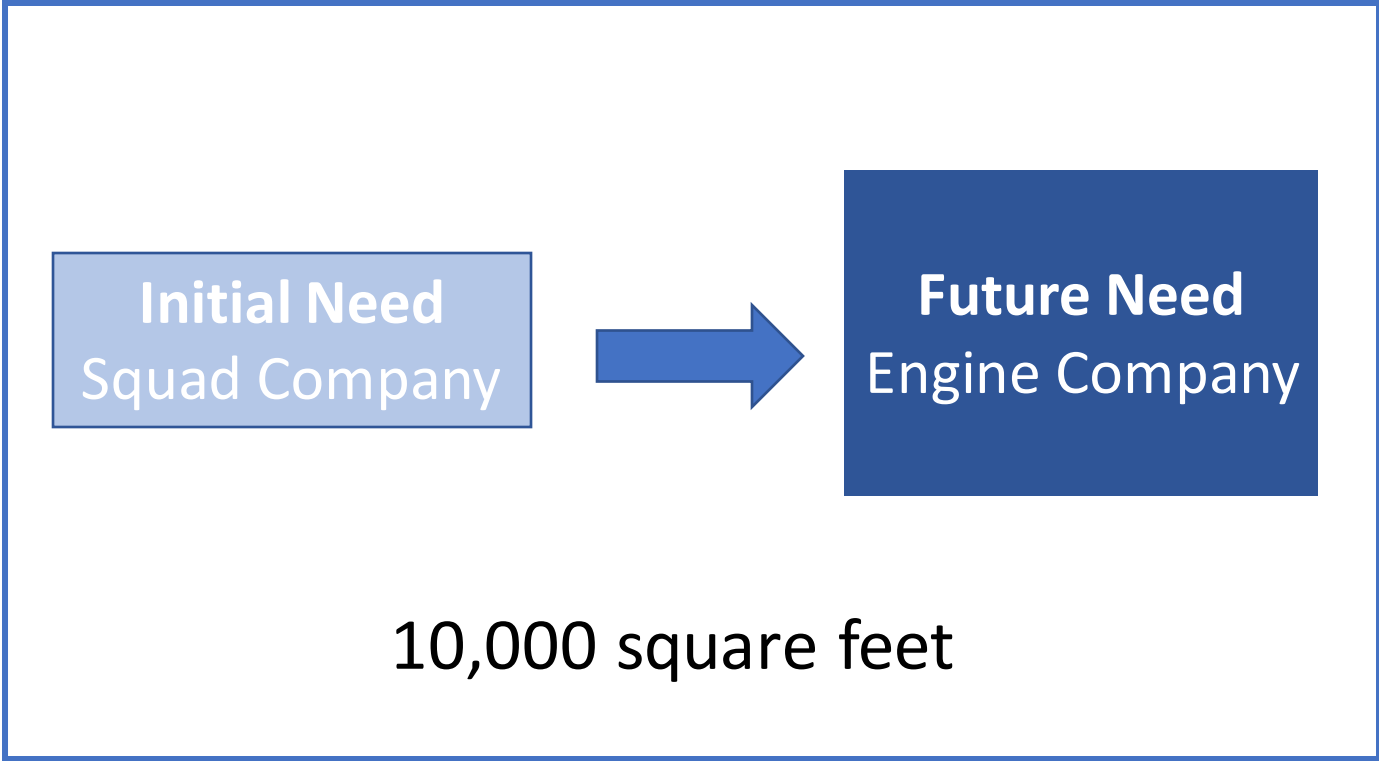 Initial Need
Squad Company
Future Need
Engine Company
10,000 square feet